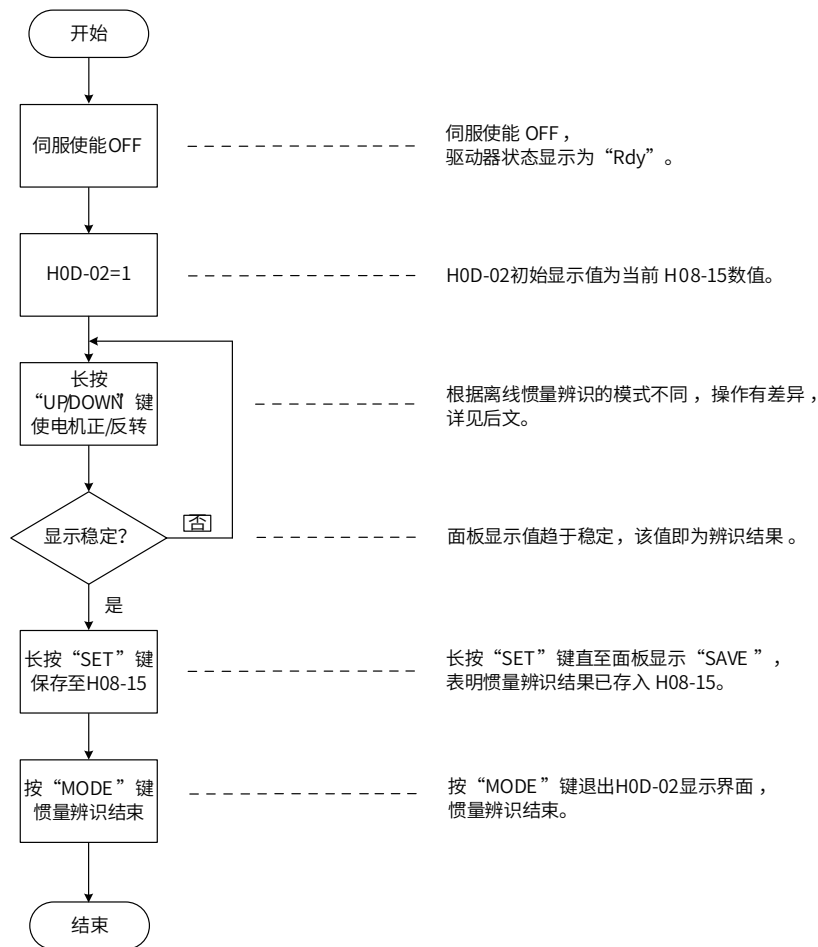 开始
伺服使能OFF
伺服使能 OFF，
驱动器状态显示为“Rdy”。
H0D-02=1
H0D-02初始显示值为当前 H08-15数值。
长按
“UP/DOWN”键
使电机正/反转
根据离线惯量辨识的模式不同，操作有差异，
详见后文。
显示稳定？
否
面板显示值趋于稳定，该值即为辨识结果。
是
长按“SET”键
保存至H08-15
长按“SET”键直至面板显示“SAVE”，
表明惯量辨识结果已存入 H08-15。
按“MODE”键
惯量辨识结束
按“MODE”键退出H0D-02显示界面，
惯量辨识结束。
结束